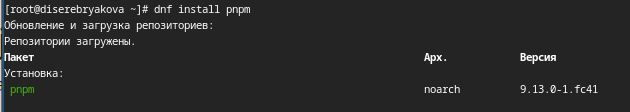 [root@diserebryakova ~]# dnf install pnpm
Обновление и загрузка репозиториев:
Репозитории загружены.
Пакет Арх. Версия
Установка:
pnpm noarch 9.13.0-1.fc41